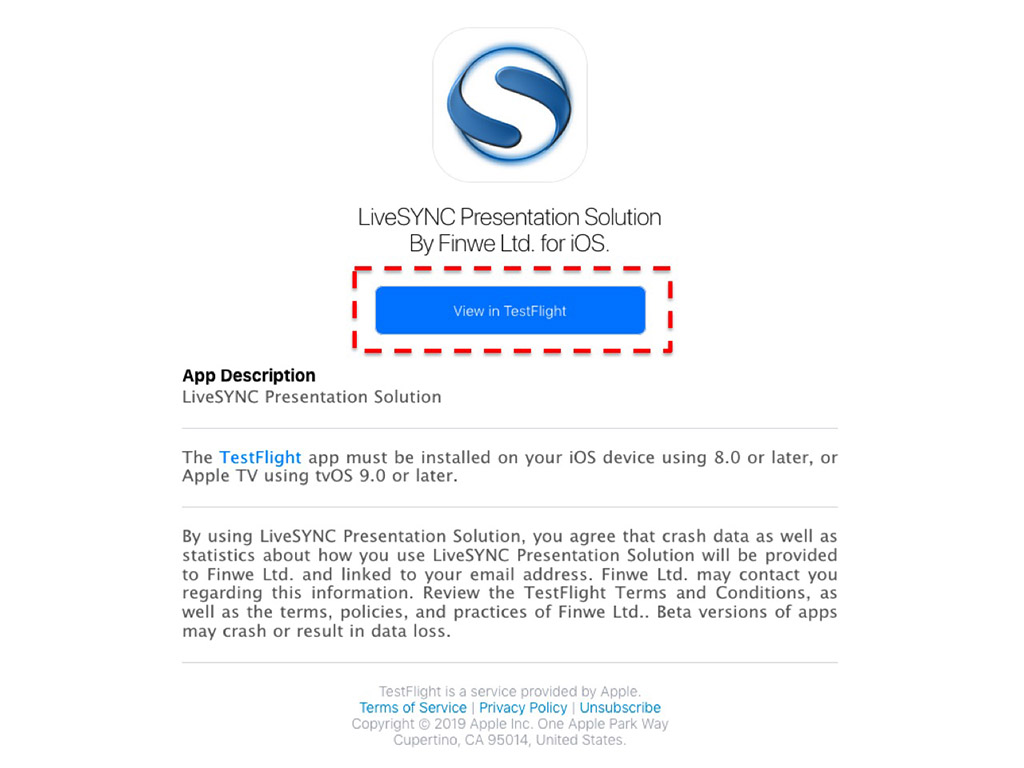 LiveSYNC Presentation Solution
By Finwe Ltd. for iOS.
View in TestFlight
App Description
LiveSYNC Presentation Solution
The TestFlight app must be installed on your iOS device using 8.0 or later, or
Apple TV using tvOS 9.0 or later.
By using LiveSYNC Presentation Solution, you agree that crash data as well as
statistics about how you use LiveSYNC Presentation Solution will be provided
to Finwe Ltd. and linked to your email address. Finwe Ltd. may contact you
regarding this information. Review the TestFlight Terms and Conditions, as
well as the terms, policies, and practices of Finwe Ltd.. Beta versions of apps
may crash or result in data loss.
TestFlight is a service provided by Apple.
Terms of Service | Privacy Policy | Unsubscribe
Copyright © 2019 Apple Inc. One Apple Park Way
Cupertino, CA 95014, United States.